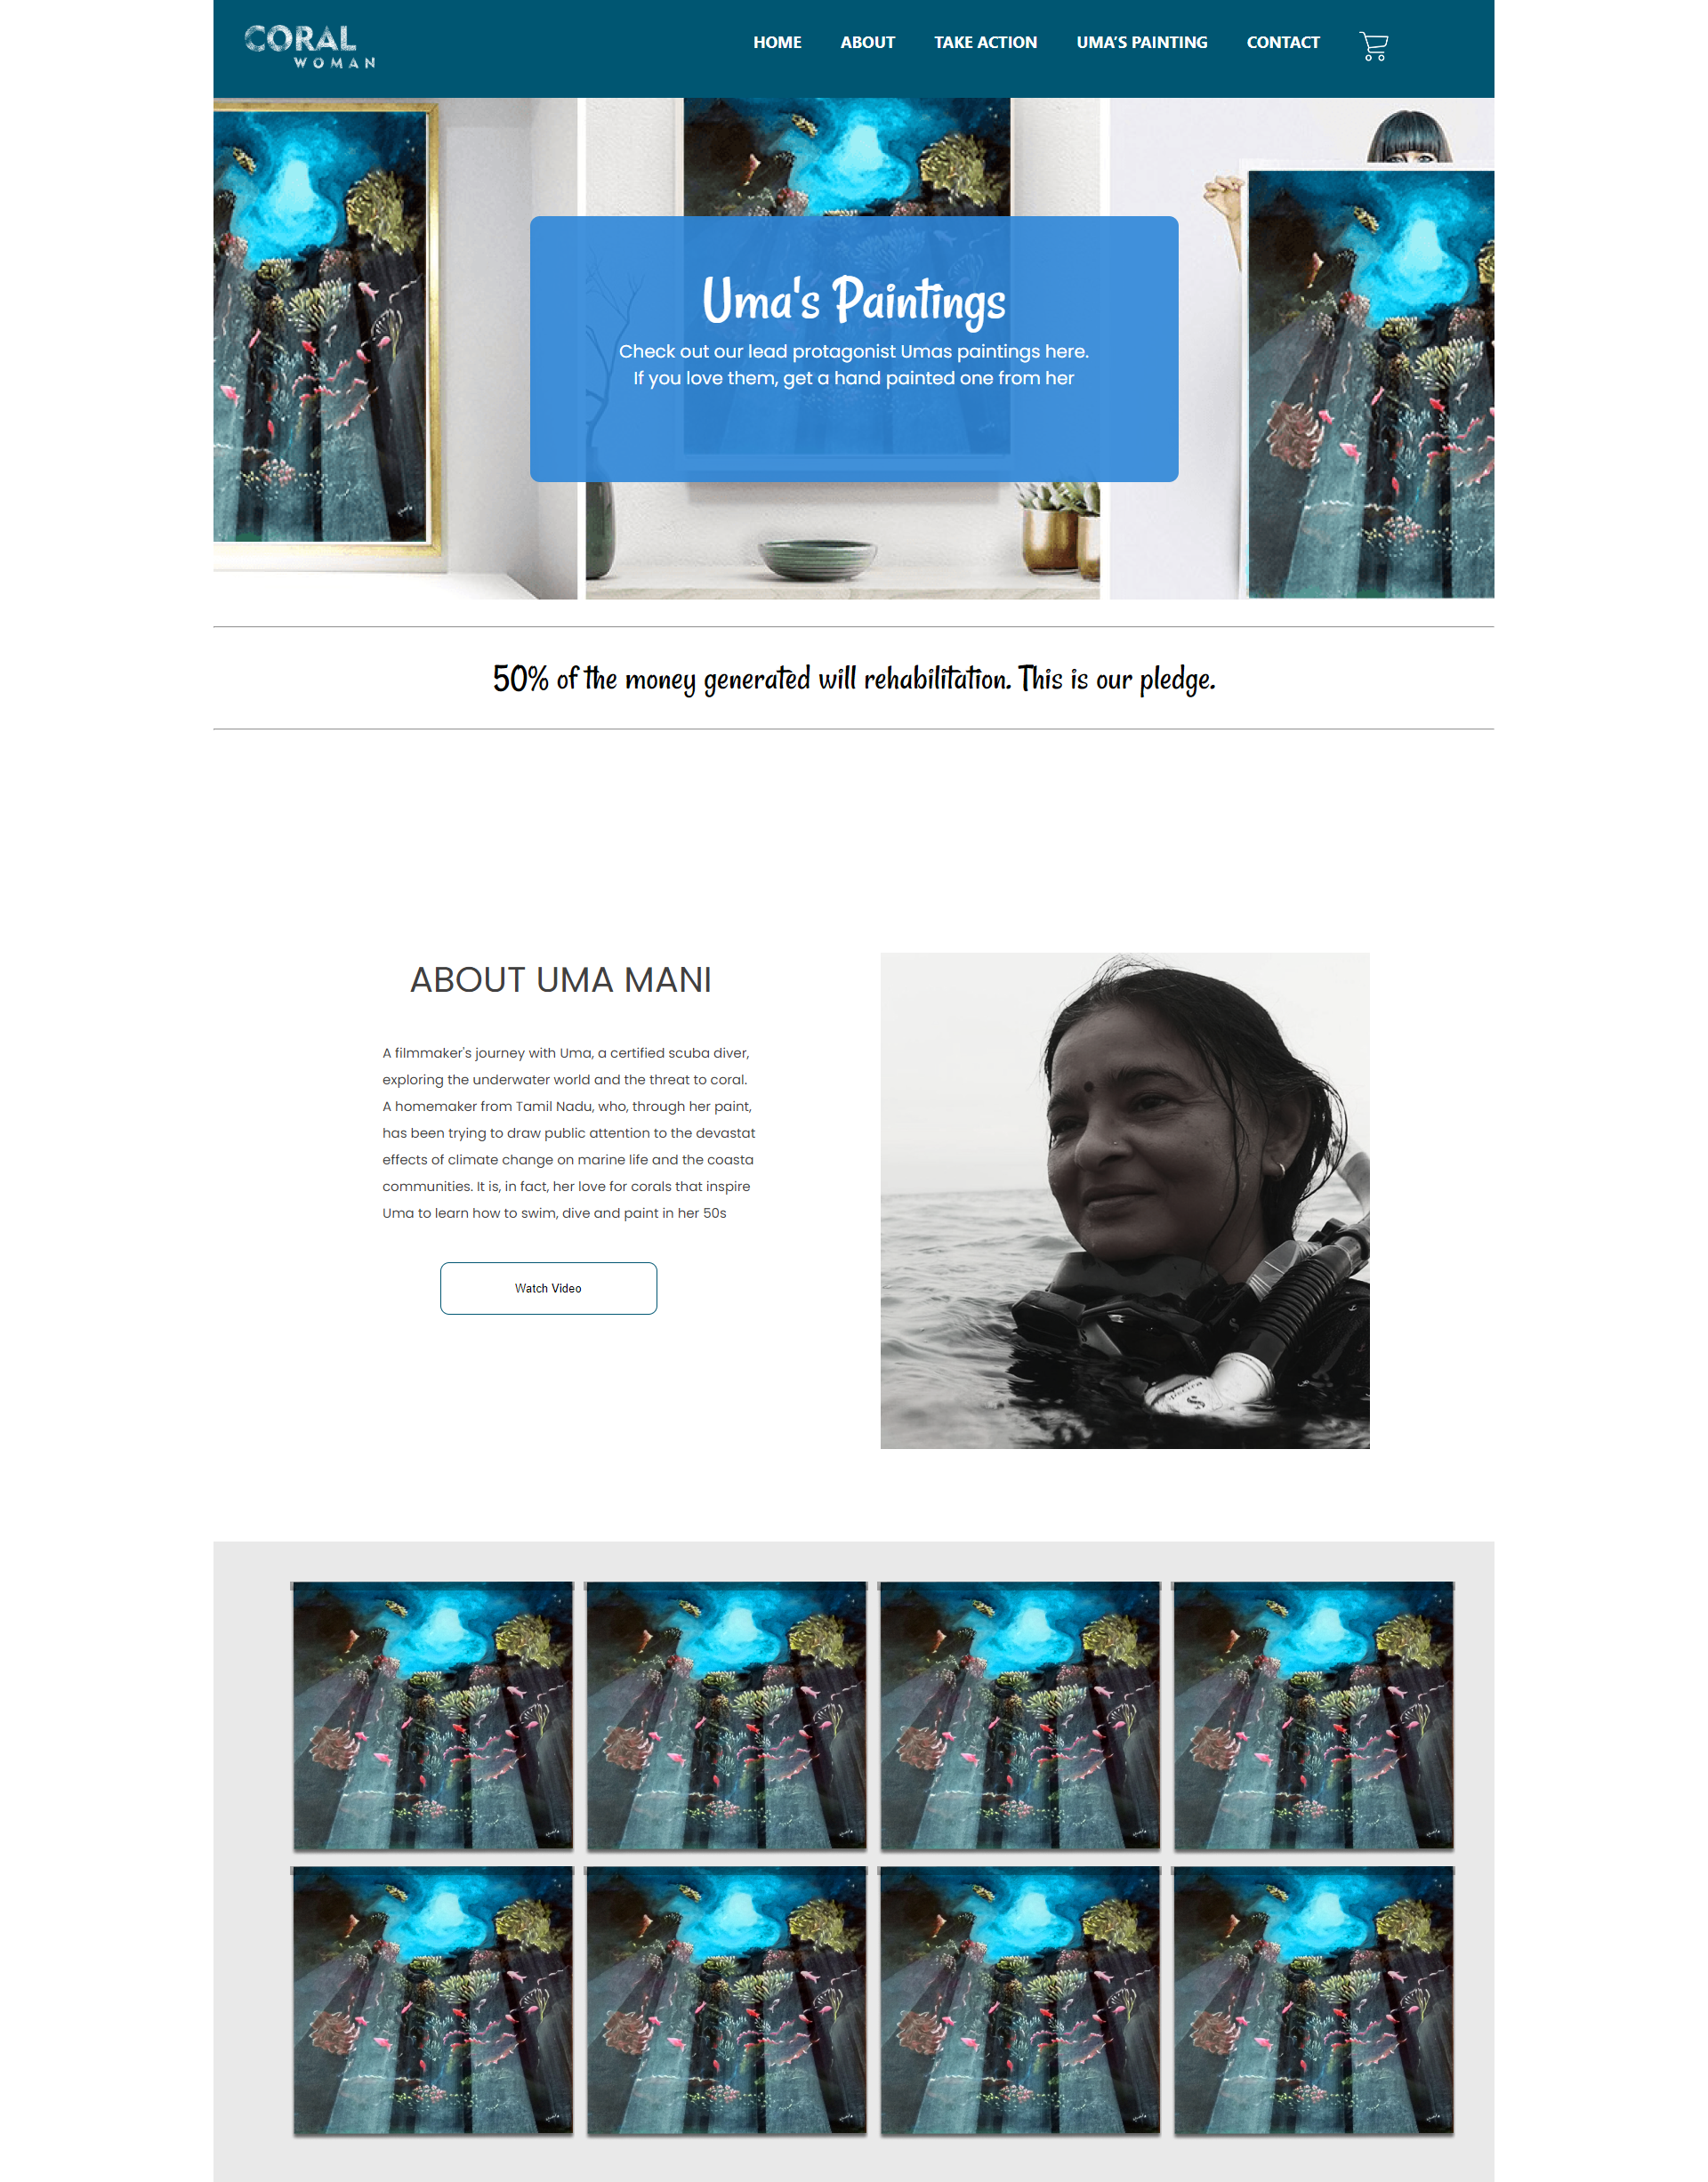 CORAL
WOMAN
HOME ABOUT TAKE ACTION UMA'S PAINTING CONTACT
Uma's Paintings
Check out our lead protagonist Umas paintings here.
If you love them, get a hand painted one from her
50% of the money generated will rehabilitation. This is our pledge.
ABOUT UMA MANI
A filmmaker's journey with Uma, a certified scuba diver,
exploring the underwater world and the threat to coral.
A homemaker from Tamil Nadu, who, through her paint,
has been trying to draw public attention to the devastat
effects of climate change on marine life and the coasta
communities. It is, in fact, her love for corals that inspire
Uma to learn how to swim, dive and paint in her 50s
Watch Video